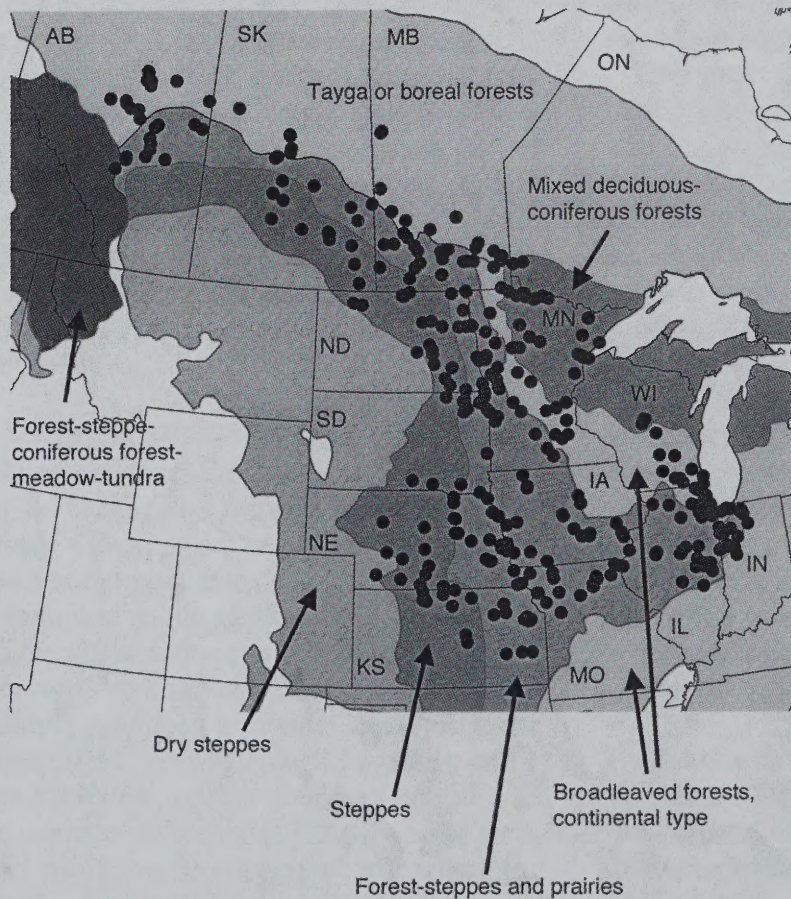 AB
SK
MB
ON
Tayga or boreal forests
Mixed deciduous-
coniferous forests
MN
ND
WI
SD
Forest-steppe-
coniferous forest-
meadow-tundra
IA
NE
IN
IL
KS
MO
Dry steppes
Steppes
Broadleaved forests,
continental type
Forest-steppes and prairies